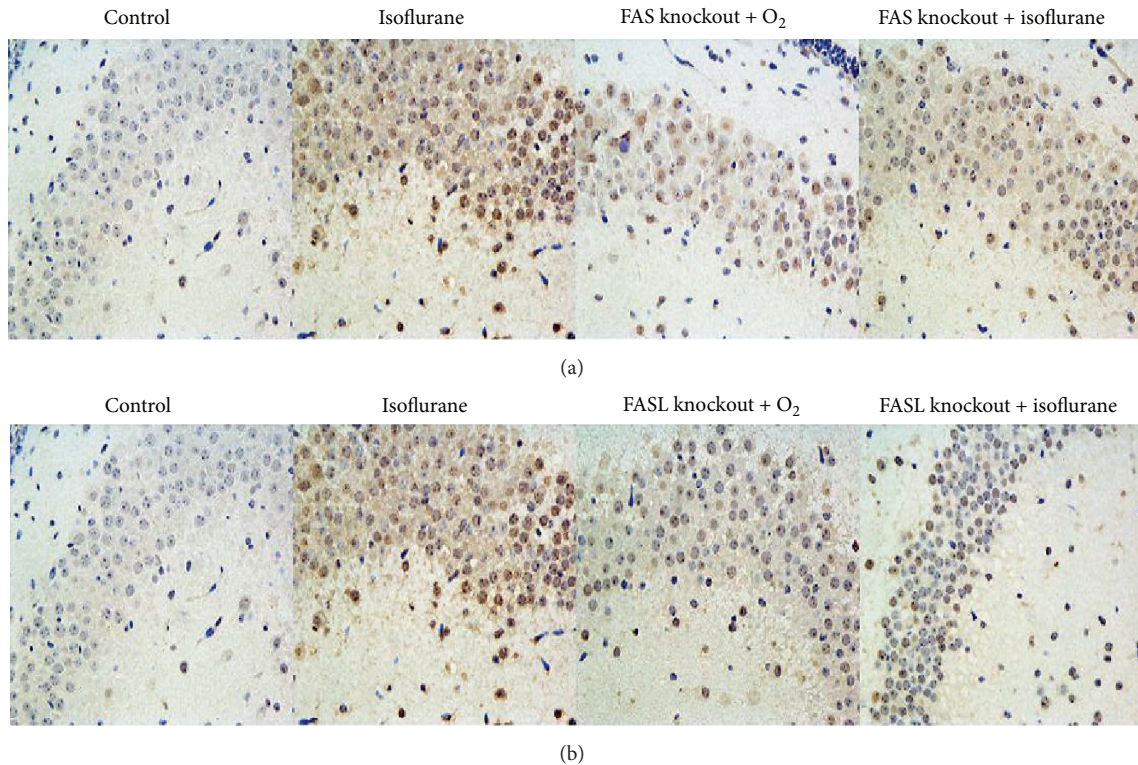 Control Isoflurane FAS knockout + O₂ FAS knockout + isoflurane
(a)
Control Isoflurane FASL knockout + O₂ FASL knockout + isoflurane
(b)